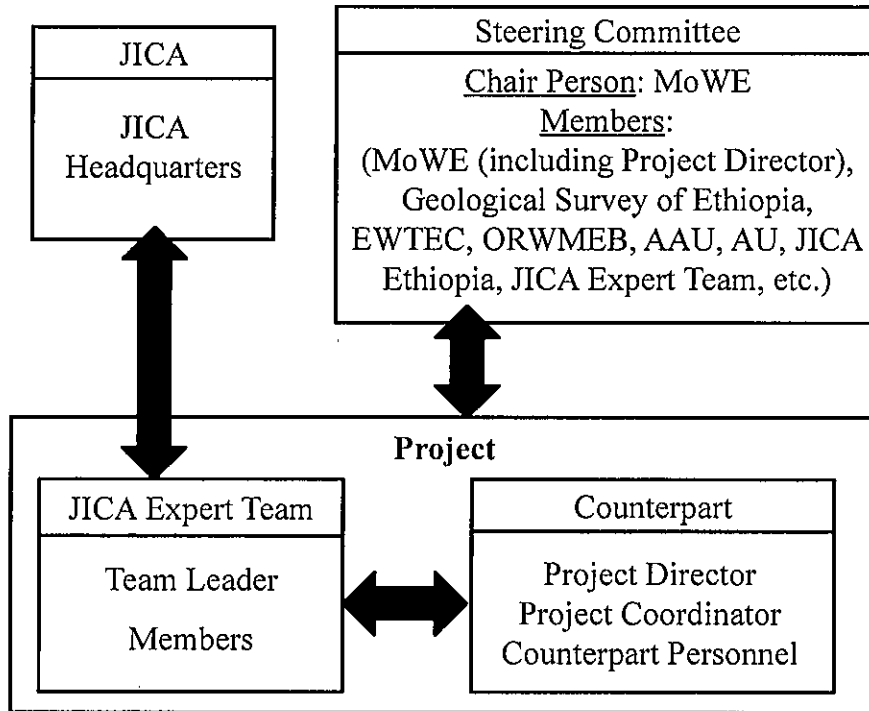 JICA
JICA
Headquarters
Steering Committee
Chair Person: MoWE
Members:
(MoWE (including Project Director),
Geological Survey of Ethiopia,
EWTEC, ORWMEB, AAU, AU, JICA
Ethiopia, JICA Expert Team, etc.)
Project
JICA Expert Team
Team Leader
Members
Counterpart
Project Director
Project Coordinator
Counterpart Personnel